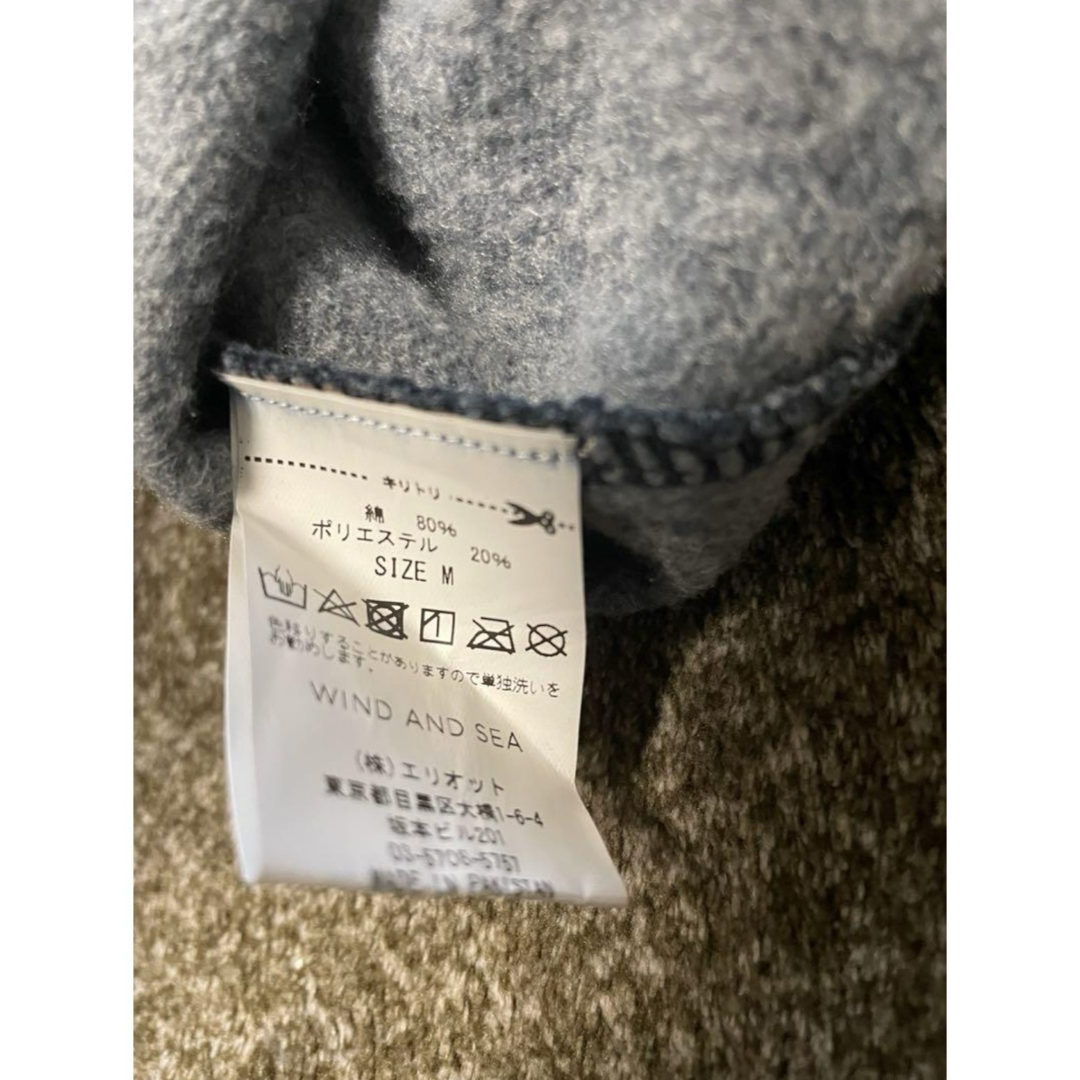 キリトリ
綿 80%
ポリエステル 20%
SIZE M
色移りすることがありますので単独洗いを
お勧めします。
WIND AND SEA
(株)エリオット
東京都目黒区大橋1-6-4
坂本ビル201
03-5706-5757
MADE IN PAKISTAN